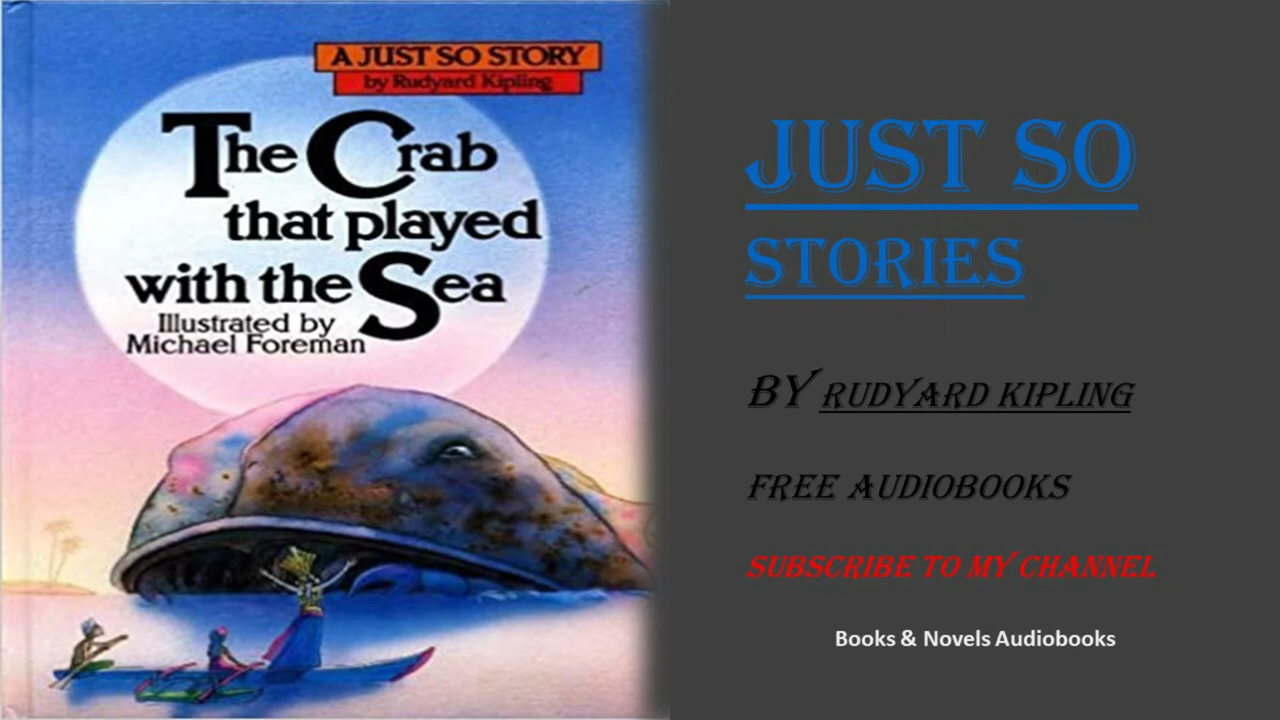 A JUST SO STORY
by Rudyard Kipling
The Crab
that played
with the Sea
Illustrated by
Michael Foreman
JUST SO
STORIES
BY RUDYARD KIPLING
FREE AUDIOBOOKS
SUBSCRIBE TO MY CHANNEL
Books & Novels Audiobooks